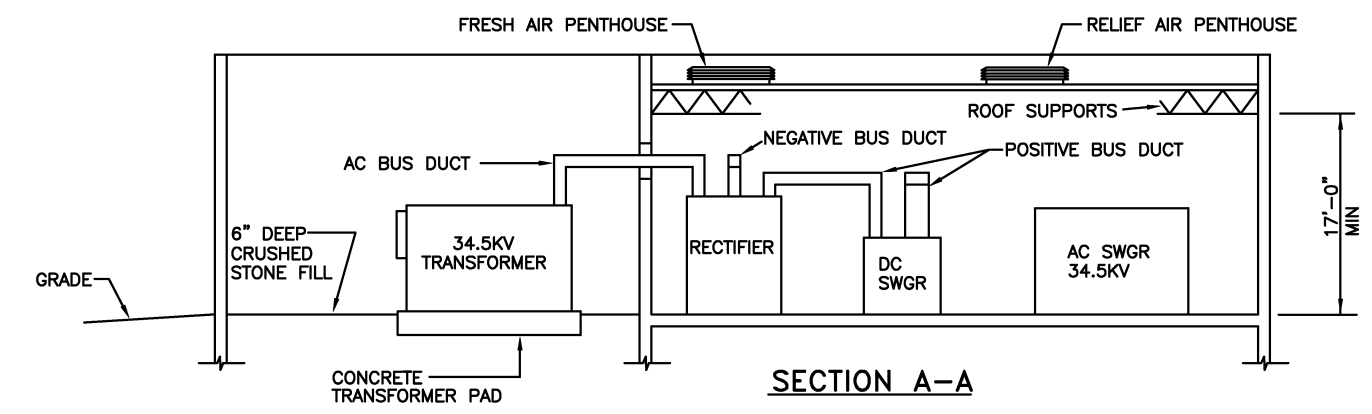 FRESH AIR PENTHOUSE
RELIEF AIR PENTHOUSE
ROOF SUPPORTS
NEGATIVE BUS DUCT
AC BUS DUCT
POSITIVE BUS DUCT
17'-0"
MIN
6" DEEP
CRUSHED
STONE FILL
34.5KV
TRANSFORMER
RECTIFIER
DC
SWGR
AC SWGR
34.5KV
GRADE
CONCRETE
TRANSFORMER PAD
SECTION A-A